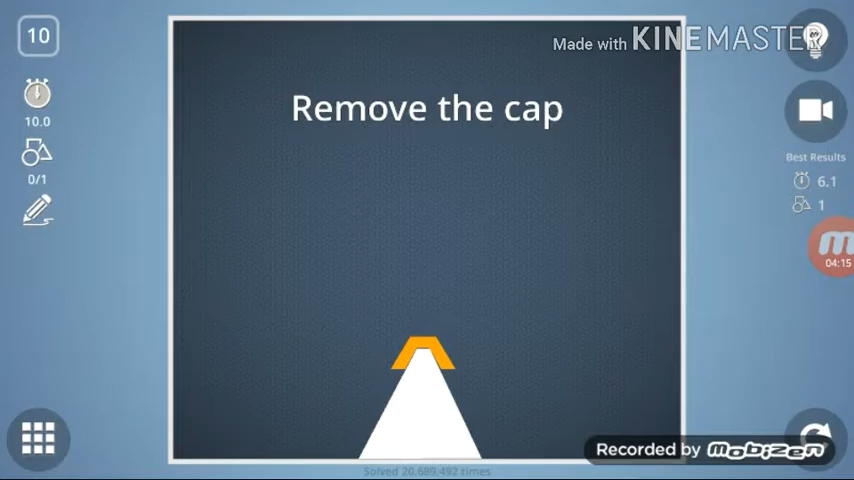 10
Made with KINEMASTER
10.0
Remove the cap
0/1
Best Results
6.1
1
04:15
Recorded by mobizen
Solved 20,689,492 times